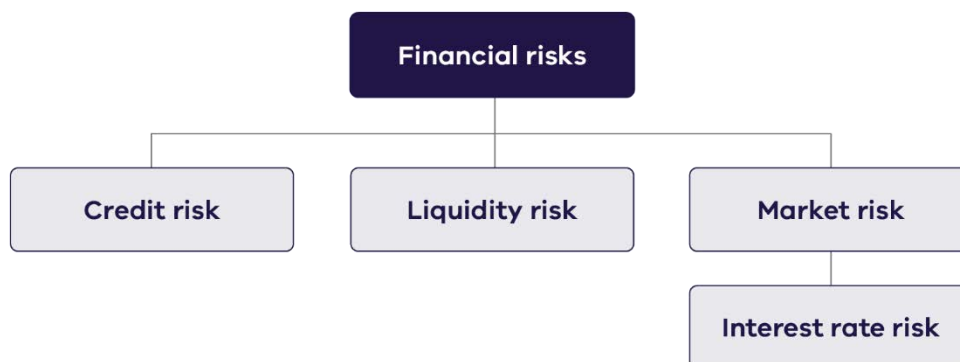 Financial risks
Credit risk
Liquidity risk
Market risk
Interest rate risk